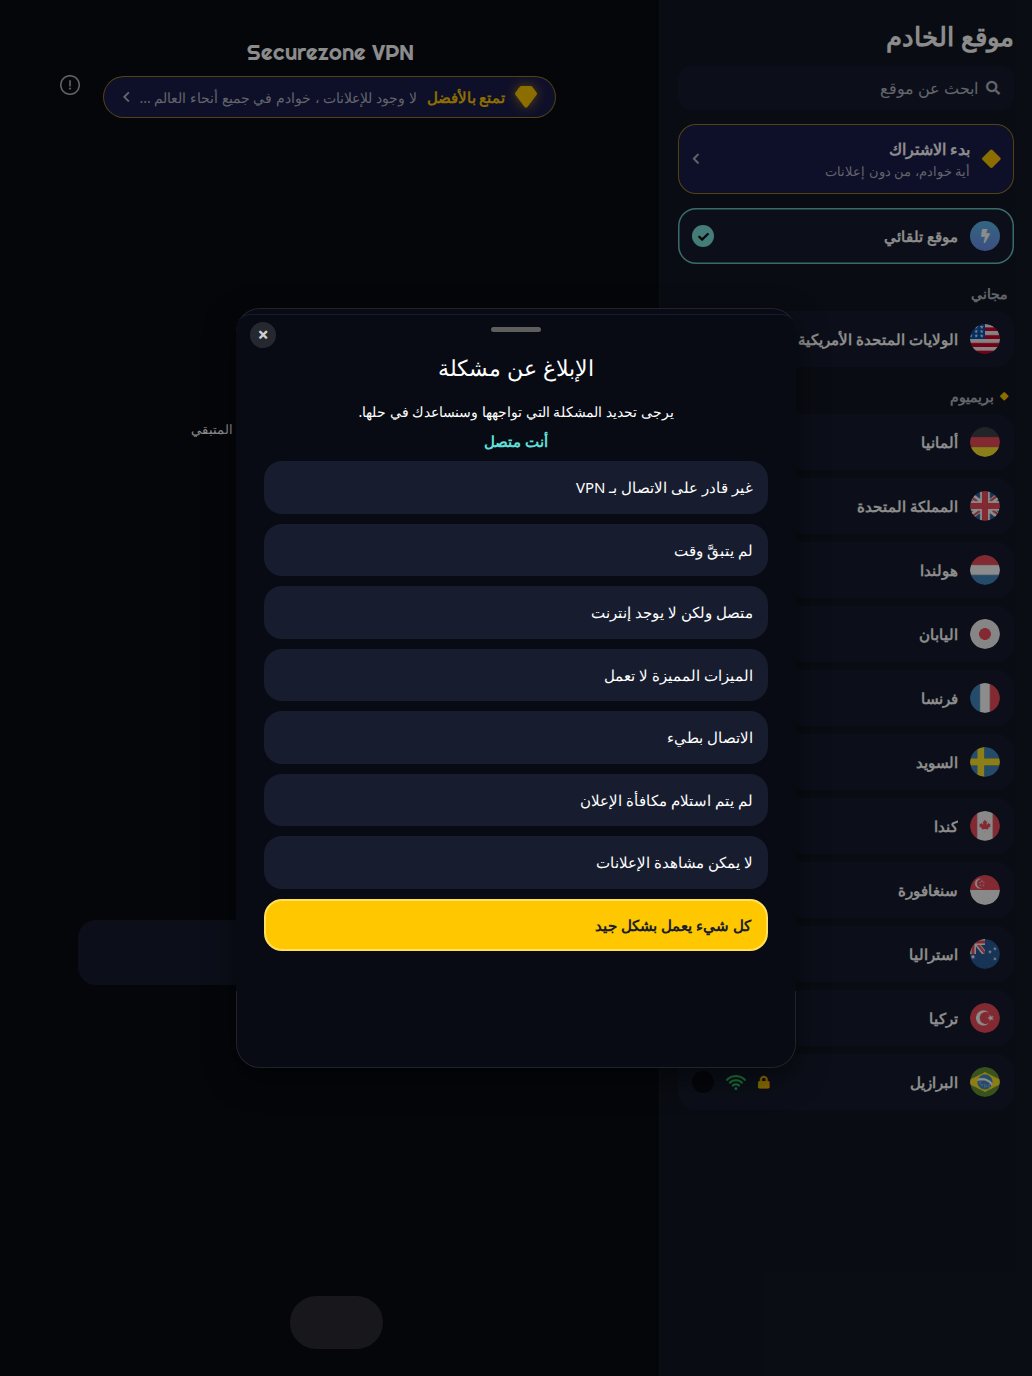 موقع الخادم
ابحث عن موقع
بدء الاشتراك
أية خوادم، من دون إعلانات
موقع تلقائي
مجاني
الولايات المتحدة الأمريكية
بريميوم
ألمانيا
المملكة المتحدة
هولندا
اليابان
فرنسا
السويد
كندا
سنغافورة
استراليا
تركيا
البرازيل
Securezone VPN
تمتع بالأفضل لا وجود للإعلانات ، خوادم في جميع أنحاء العالم ...
المتبقي
الإبلاغ عن مشكلة
يرجى تحديد المشكلة التي تواجهها وسنساعدك في حلها.
أنت متصل
غير قادر على الاتصال بـ VPN
لم يتبقَّ وقت
متصل ولكن لا يوجد إنترنت
الميزات المميزة لا تعمل
الاتصال بطيء
لم يتم استلام مكافأة الإعلان
لا يمكن مشاهدة الإعلانات
كل شيء يعمل بشكل جيد